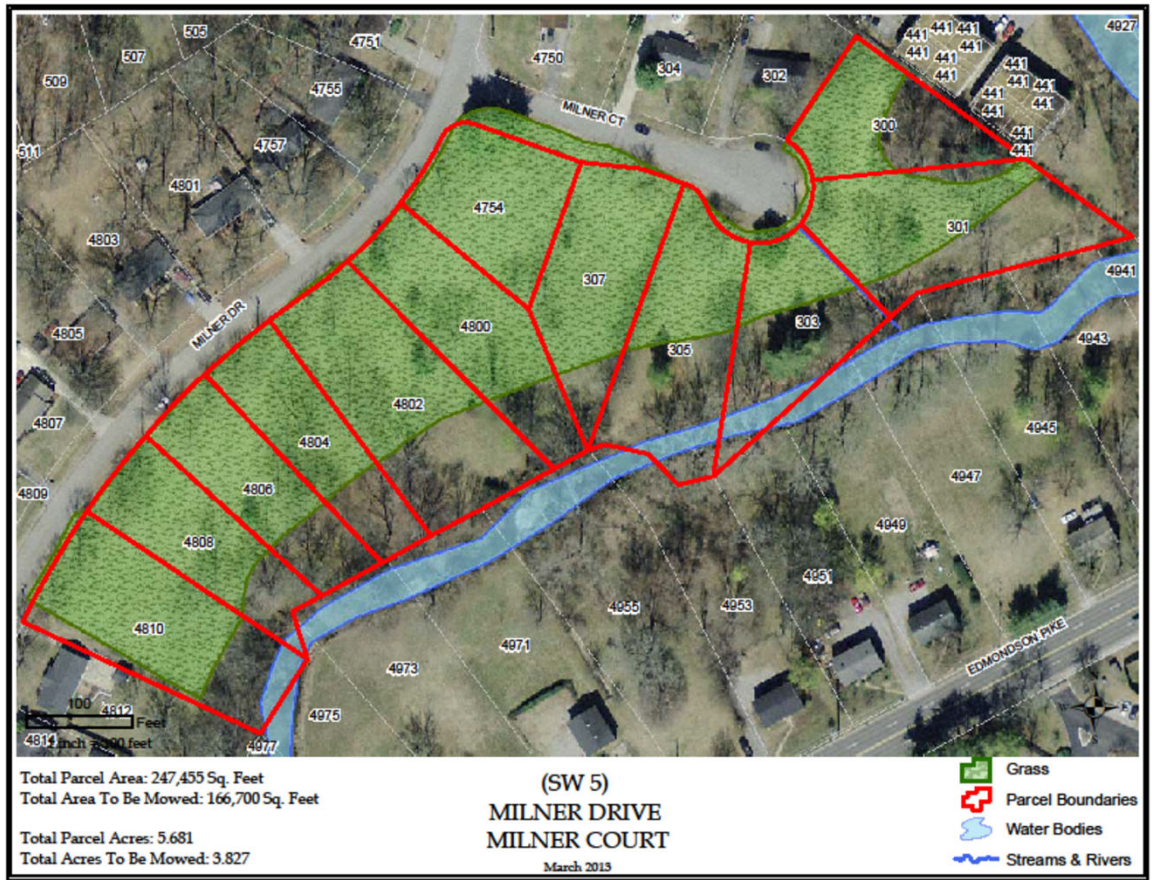 505
4751
4750
304
302
441 441 441
441 441
441
441
4927
507
509
4755
441
441
441
441
441
441
441
MILNER CT
300
511
4757
4801
4754
301
4803
307
4941
4805
MILNER DR
4800
303
4943
305
4807
4802
4804
4945
4947
4809
4806
4949
4808
4951
4955
4953
4810
EDMONDSON PIKE
4971
4973
100
4812
Feet
4975
4814
1 inch = 100 feet
4977
Total Parcel Area: 247,455 Sq. Feet
Total Area To Be Mowed: 166,700 Sq. Feet
Total Parcel Acres: 5.681
Total Acres To Be Mowed: 3.827
(SW 5)
MILNER DRIVE
MILNER COURT
March 2013
Grass
Parcel Boundaries
Water Bodies
Streams & Rivers